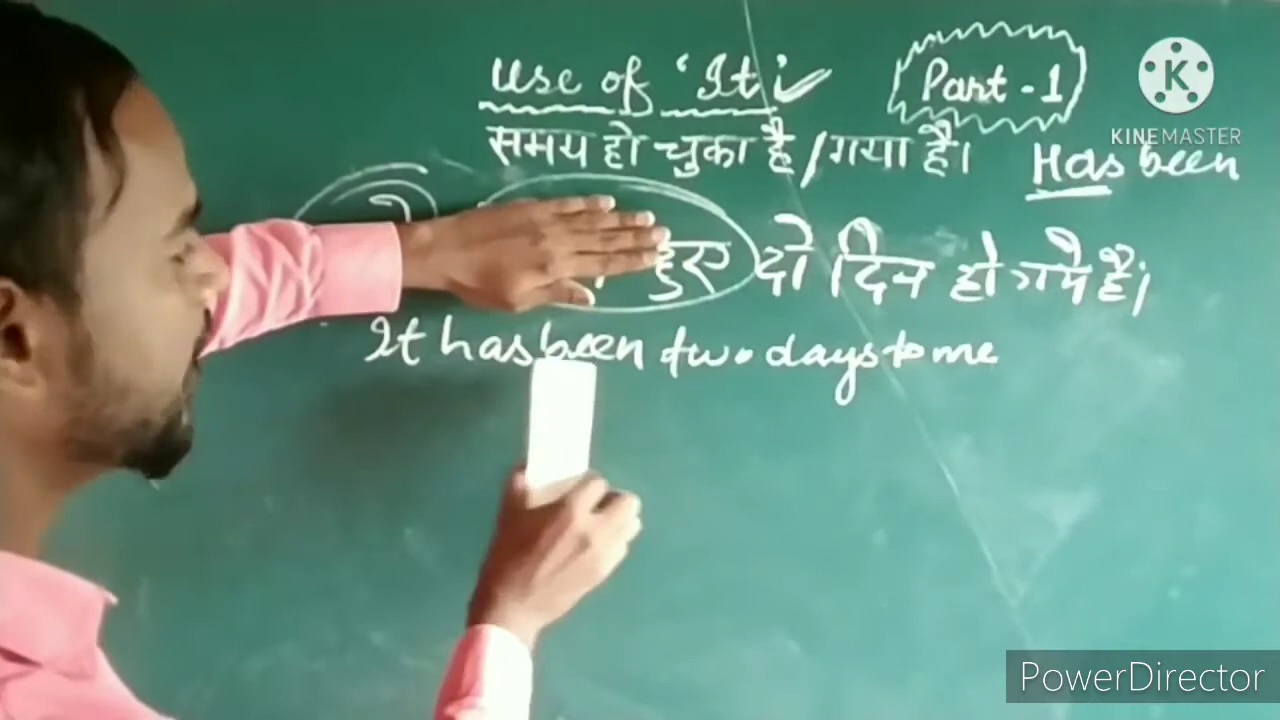 Use of 'It' Part-1
समय हो चुका है/गया है। Has been
हुए दो दिन हो गये है।
It has been two days to me
K
KINEMASTER
PowerDirector